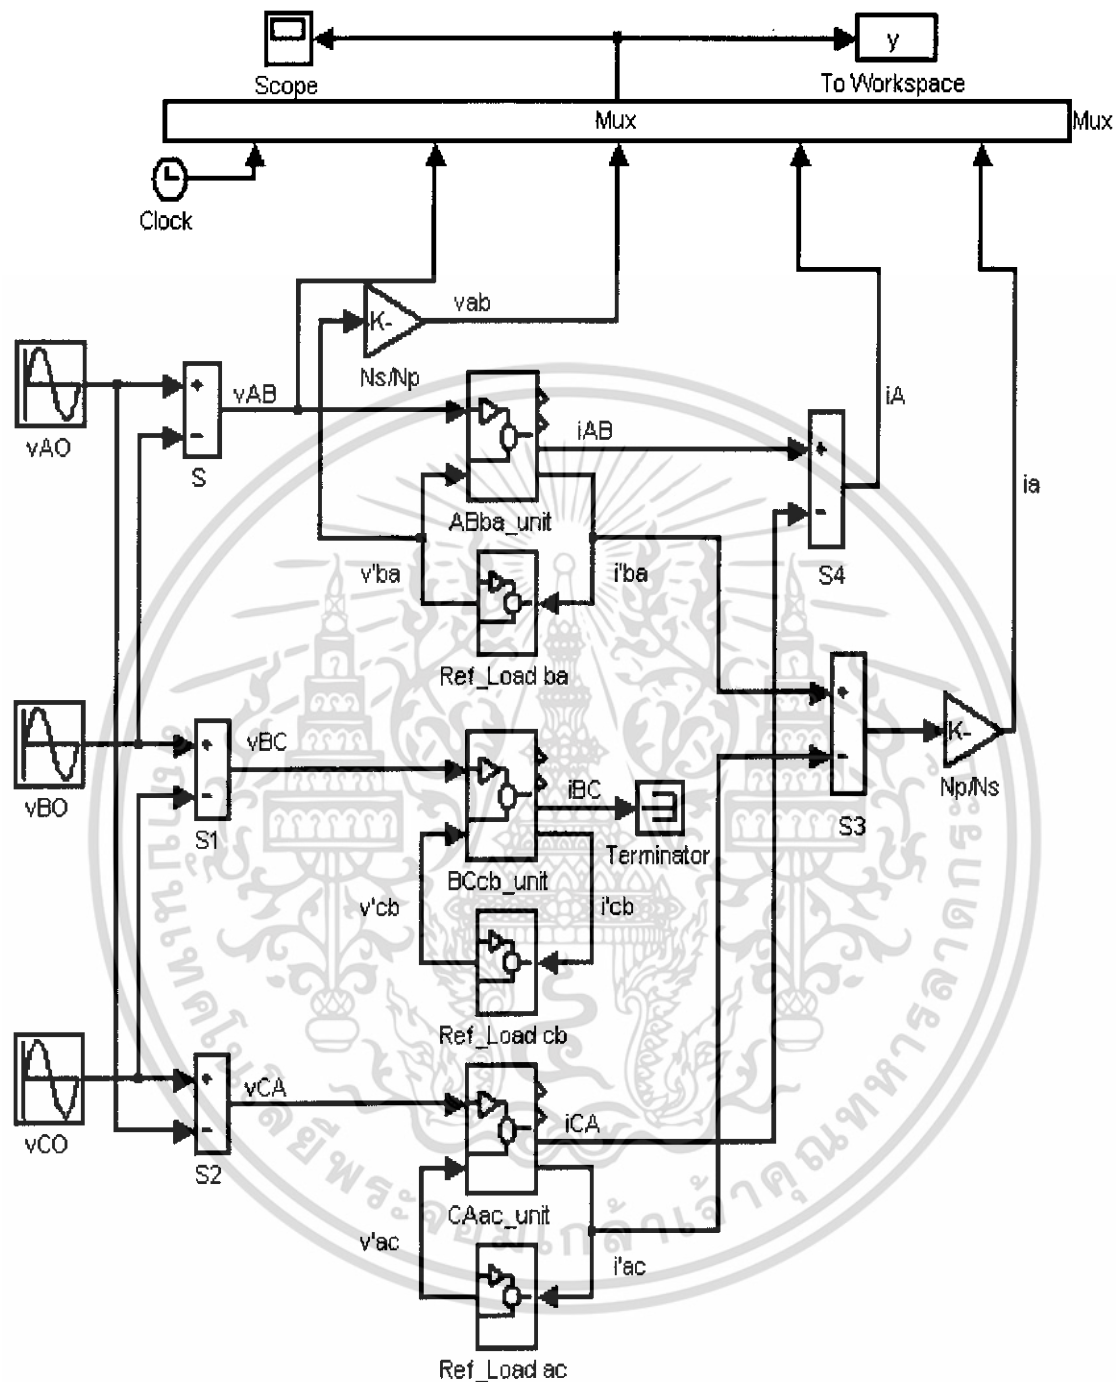 y
Scope
To Workspace
Mux
Mux
Clock
vab
K-
Ns/Np
vAO
vAB
S
iAB
iA
ia
ABba_unit
v'ba
i'ba
S4
Ref_Load ba
vBO
vBC
S1
iBC
Terminator
K-
Np/Ns
S3
BCcb_unit
v'cb
i'cb
Ref_Load cb
vCO
vCA
S2
iCA
CAac_unit
v'ac
i'ac
Ref_Load ac